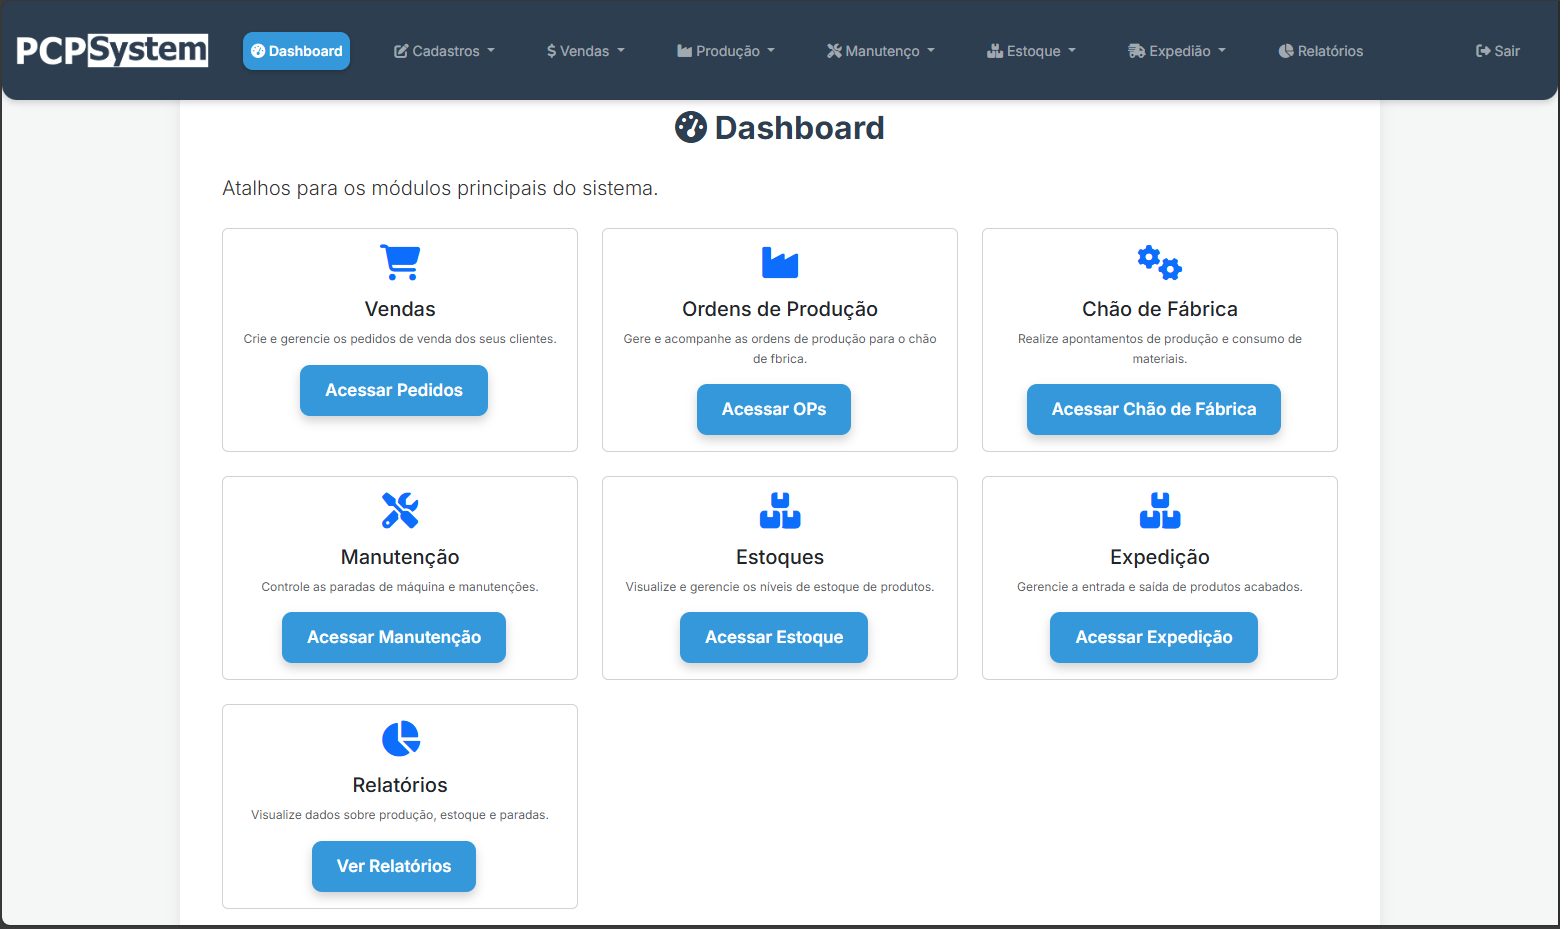 PCPSystem
Dashboard
Cadastros
Vendas
Produção
Manutenço
Estoque
Expedião
Relatórios
Sair
Dashboard
Atalhos para os módulos principais do sistema.
Vendas
Crie e gerencie os pedidos de venda dos seus clientes.
Acessar Pedidos
Ordens de Produção
Gere e acompanhe as ordens de produção para o chão
de fbrica.
Acessar OPs
Chão de Fábrica
Realize apontamentos de produção e consumo de
materiais.
Acessar Chão de Fábrica
Manutenção
Controle as paradas de máquina e manutenções.
Acessar Manutenção
Estoques
Visualize e gerencie os níveis de estoque de produtos.
Acessar Estoque
Expedição
Gerencie a entrada e saída de produtos acabados.
Acessar Expedição
Relatórios
Visualize dados sobre produção, estoque e paradas.
Ver Relatórios